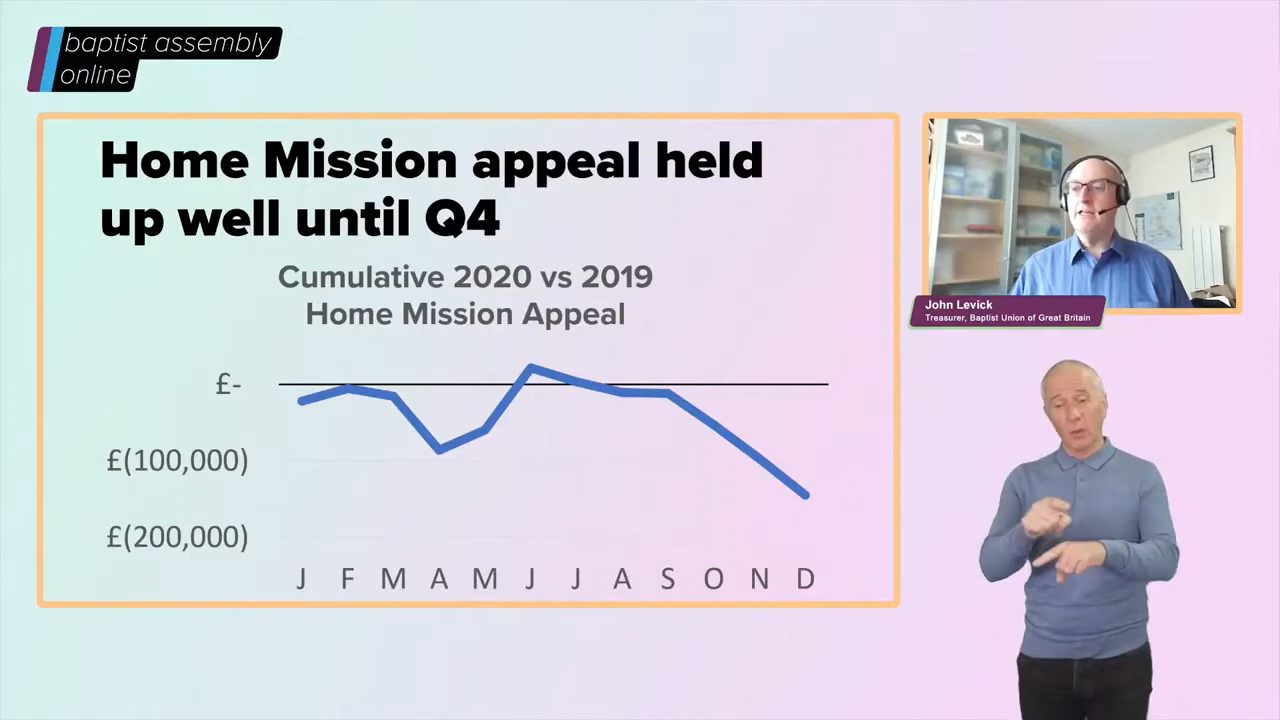 baptist assembly
online
Home Mission appeal held
up well until Q4
Cumulative 2020 vs 2019
Home Mission Appeal
£-
£(100,000)
£(200,000)
J F M A M J J A S O N D
John Levick
Treasurer, Baptist Union of Great Britain